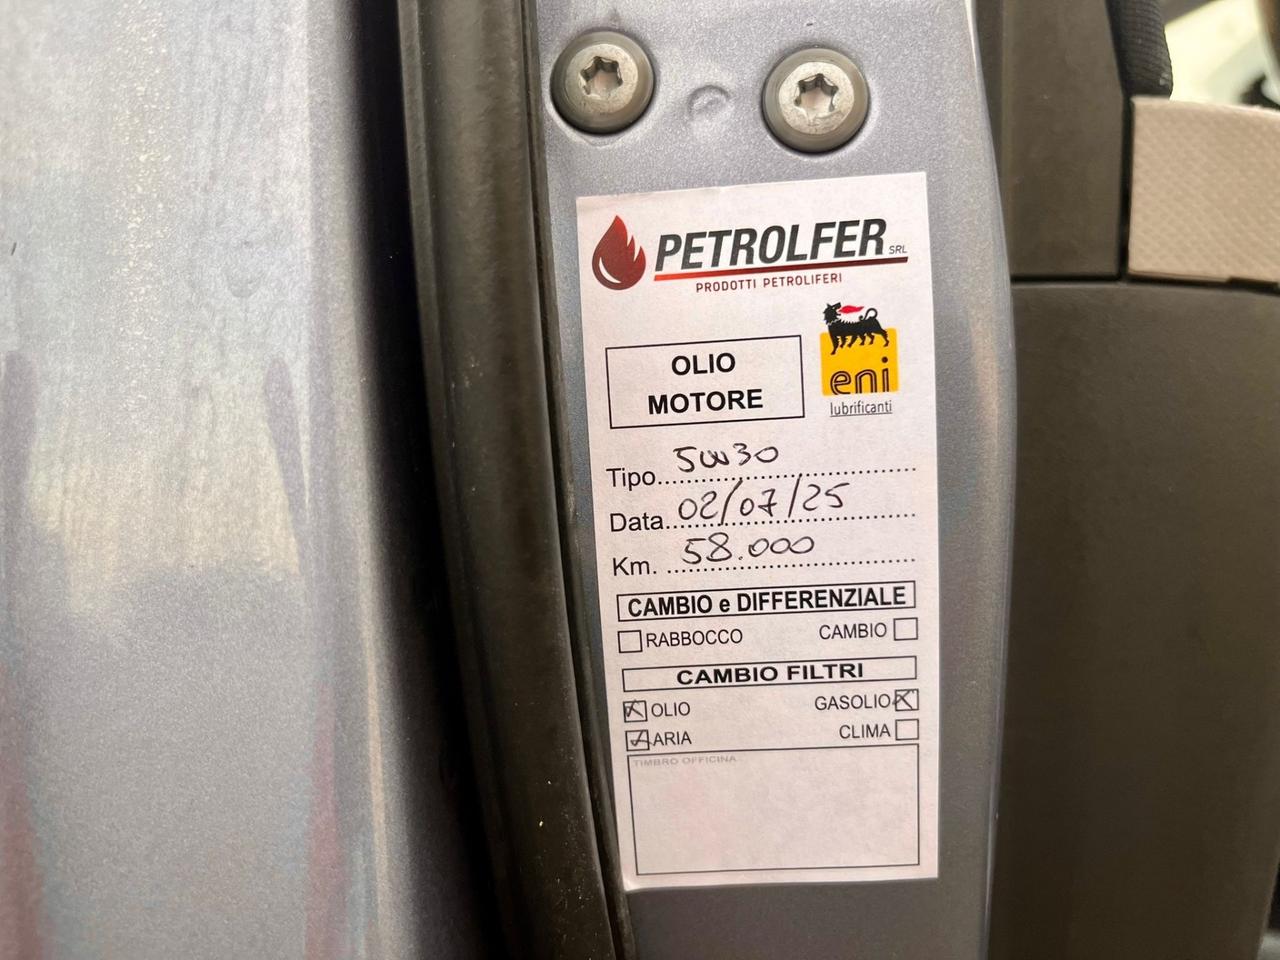 PETROLFER SRL
PRODOTTI PETROLIFERI
OLIO
MOTORE
eni
lubrificanti
Tipo 5W30
Data 02/07/25
Km. 58.000
CAMBIO e DIFFERENZIALE
RABBOCCO CAMBIO
CAMBIO FILTRI
OLIO GASOLIO
ARIA CLIMA
TIMBRO OFFICINA